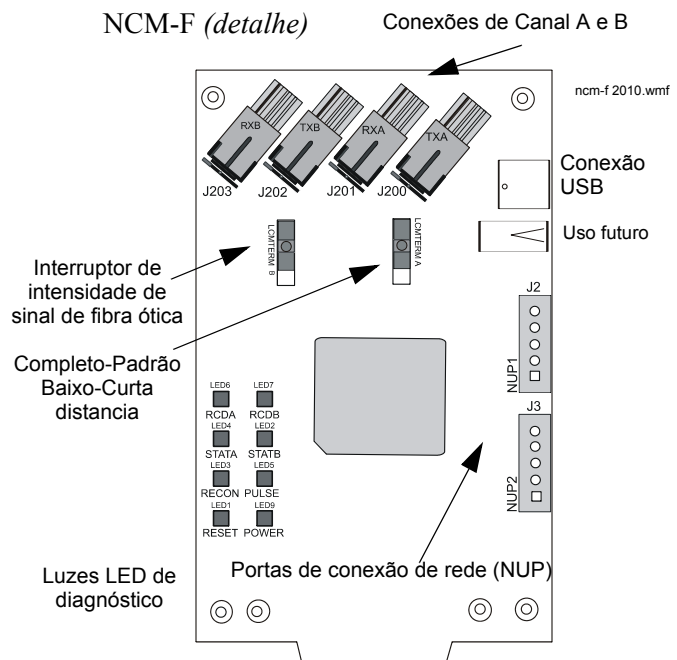 NCM-F (detalhe)
Conexões de Canal A e B
ncm-f 2010.wmf
RXB
TXB
RXA
TXA
J203
J202
J201
J200
Conexão
USB
Uso futuro
LCMTERM B
LCMTERM A
Interruptor de
intensidade de
sinal de fibra ótica
J2
NUP1
Completo-Padrão
Baixo-Curta
distancia
J3
NUP2
LED6
LED7
RCDA
RCDB
LED4
LED2
STATA
STATB
LED3
LED5
RECON
PULSE
LED1
LED9
RESET
POWER
Luzes LED de
diagnóstico
Portas de conexão de rede (NUP)